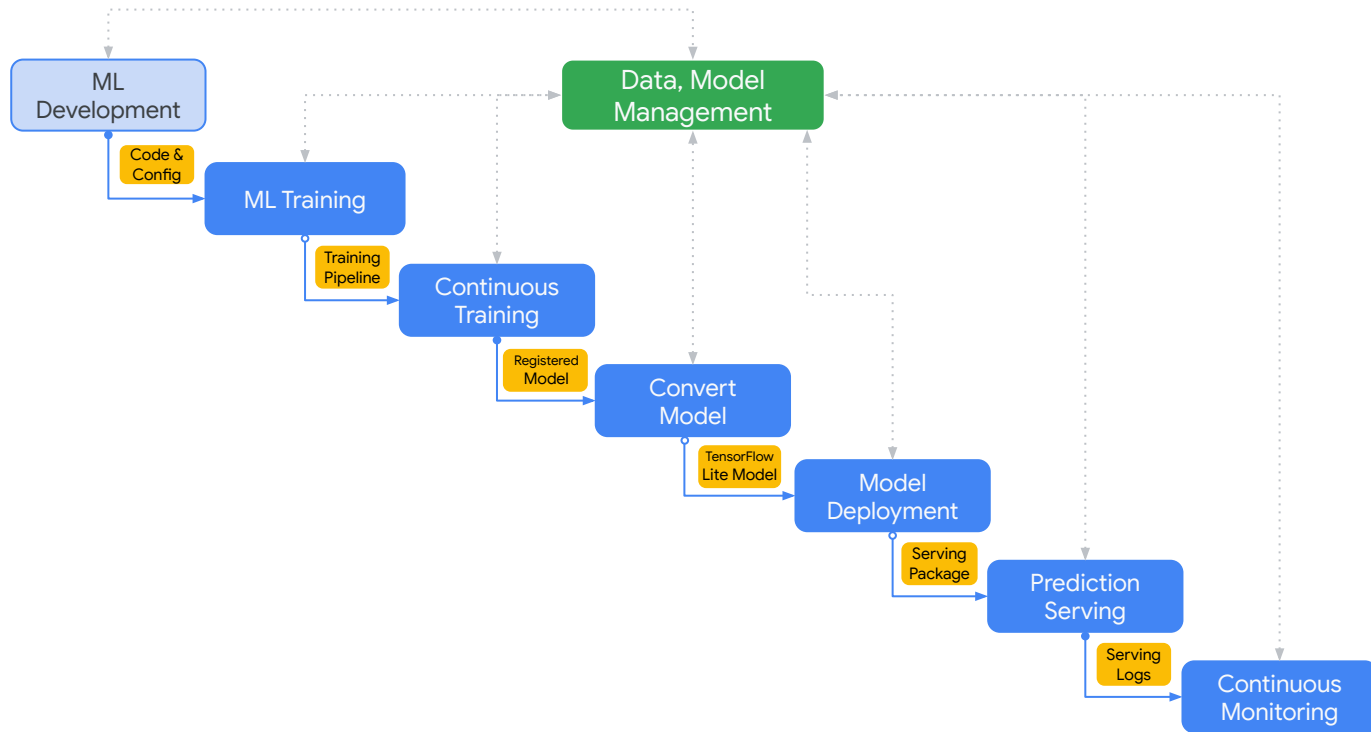 ML
Development
Data, Model
Management
Code &
Config
ML Training
Training
Pipeline
Continuous
Training
Registered
Model
Convert
Model
TensorFlow
Lite Model
Model
Deployment
Serving
Package
Prediction
Serving
Serving
Logs
Continuous
Monitoring